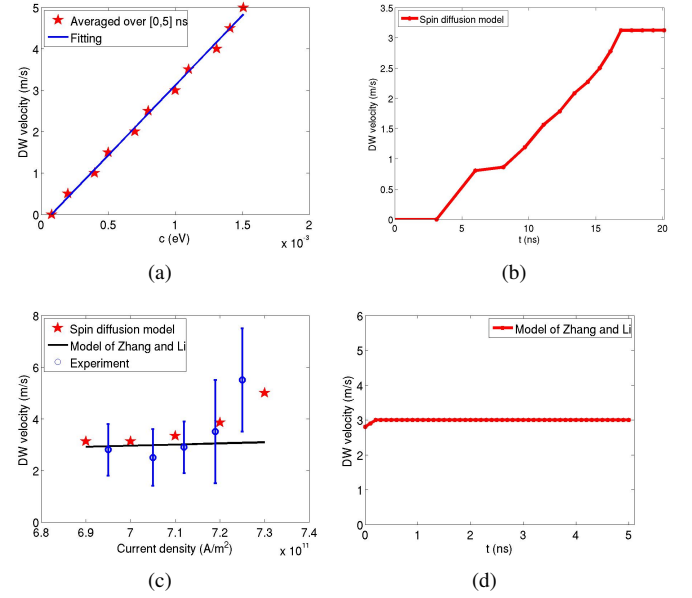 5
4
3
2
1
0
DW velocity (m/s)
Averaged over [0,5] ns
Fitting
0 0.5 1 1.5 2
c (eV)
x 10⁻³
(a)
3.5
3
2.5
2
1.5
1
0.5
0
DW velocity (m/s)
Spin diffusion model
0 5 10 15 20
t (ns)
(b)
8
6
4
2
0
DW velocity (m/s)
Spin diffusion model
Model of Zhang and Li
Experiment
6.8 6.9 7 7.1 7.2 7.3 7.4
Current density (A/m²)
x 10¹¹
(c)
6
5
4
3
2
1
0
DW velocity (m/s)
Model of Zhang and Li
0 1 2 3 4 5
t (ns)
(d)